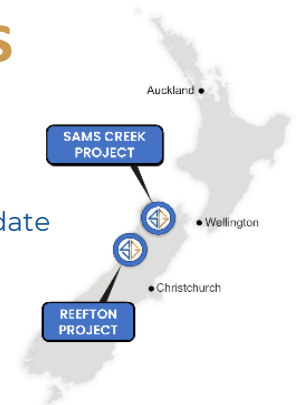 s
Auckland
SAMS CREEK
PROJECT
date
Wellington
Christchurch
REEFTON
PROJECT